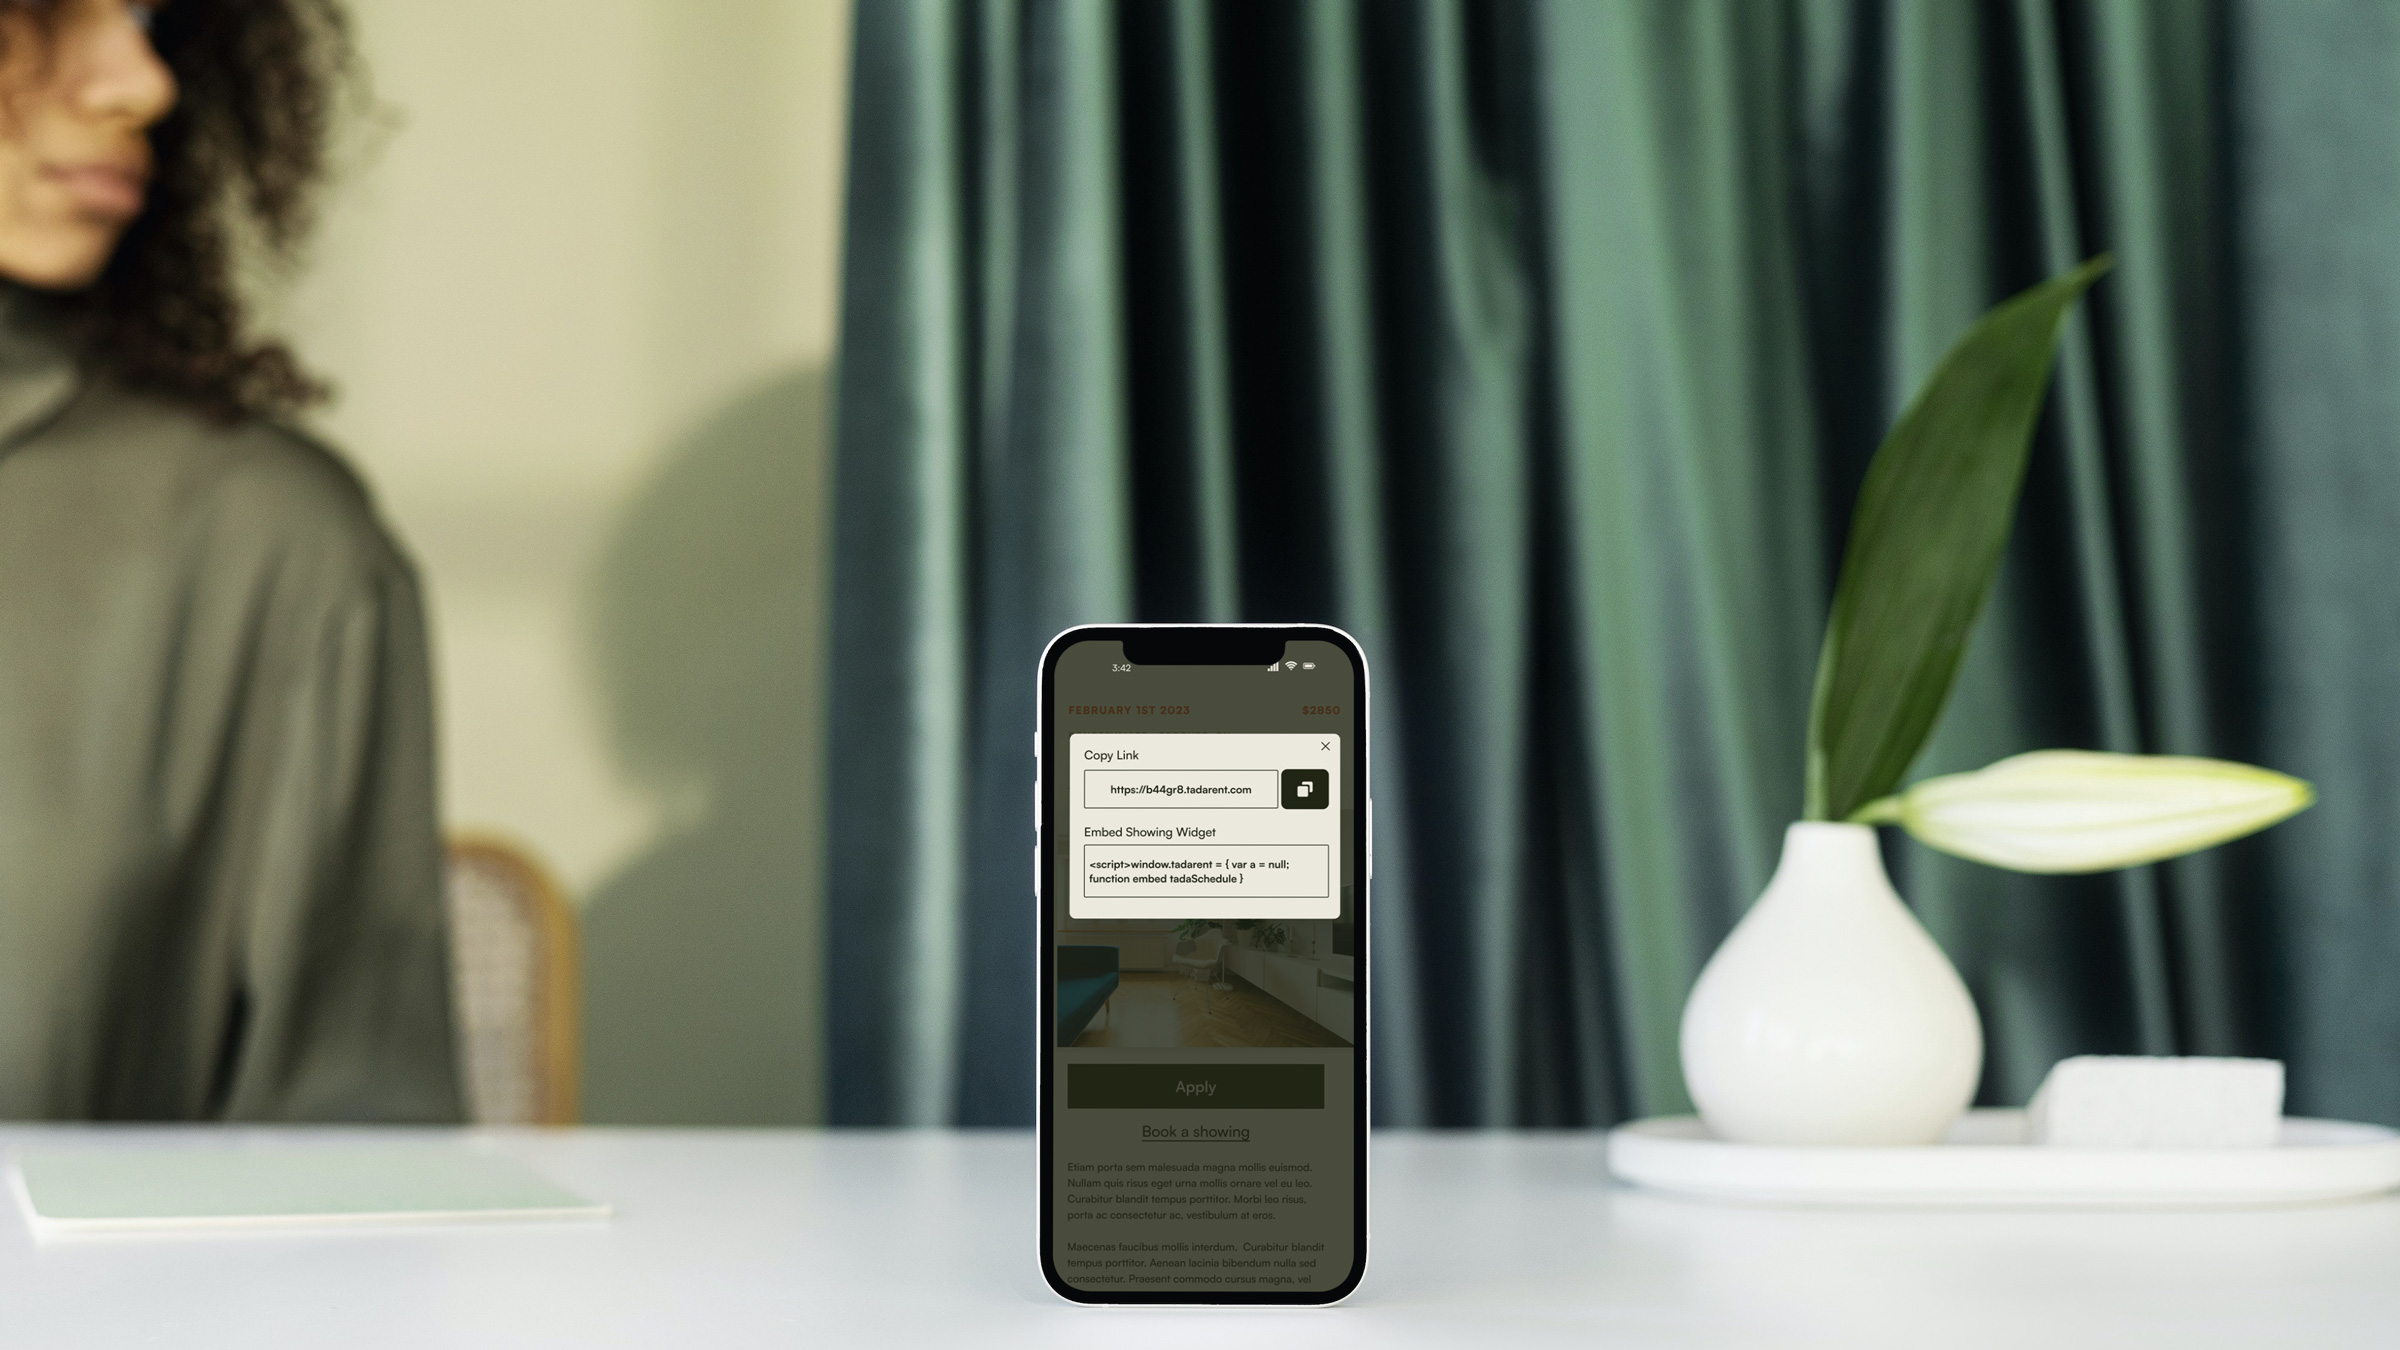 3:42
FEBRUARY 1ST 2023 $2850
Copy Link
https://b44gr8.tadarent.com
Embed Showing Widget
<script>window.tadarent = { var a = null;
function embed tadaSchedule }
Apply
Book a showing
Etiam porta sem malesuada magna mollis euismod.
Nullam quis risus eget urna mollis ornare vel eu leo.
Curabitur blandit tempus porttitor. Morbi leo risus,
porta ac consectetur ac, vestibulum at eros.
Maecenas faucibus mollis interdum. Curabitur blandit
tempus porttitor. Aenean lacinia bibendum nulla sed
consectetur. Praesent commodo cursus magna, vel